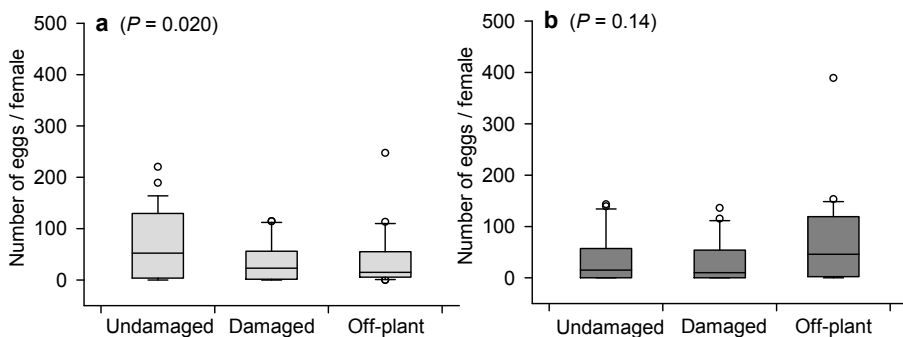 a (P = 0.020)
Number of eggs / female
500
400
300
200
100
0
Undamaged Damaged Off-plant
b (P = 0.14)
Number of eggs / female
500
400
300
200
100
0
Undamaged Damaged Off-plant